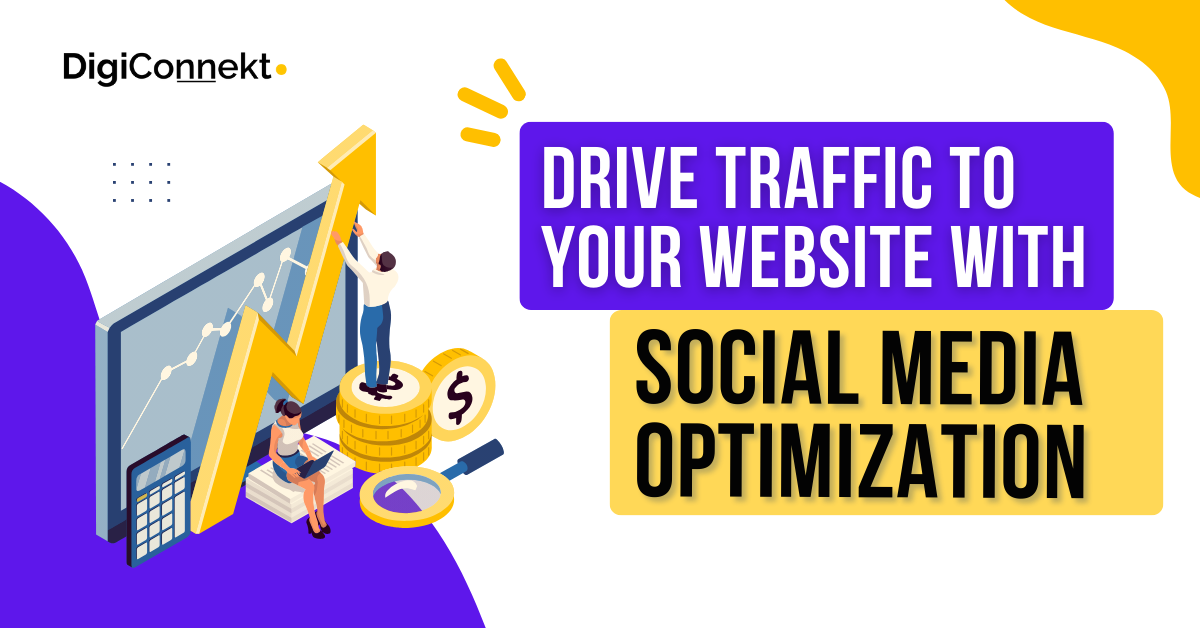 DigiConnekt
DRIVE TRAFFIC TO
YOUR WEBSITE WITH
SOCIAL MEDIA
OPTIMIZATION
$
$